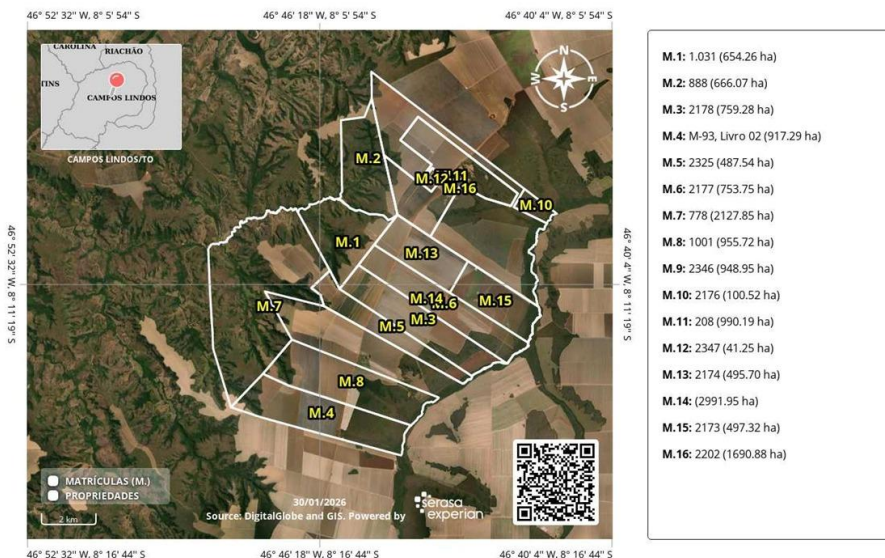 46° 52' 32" W, 8° 5' 54" S
46° 46' 18" W, 8° 5' 54" S
46° 40' 4" W, 8° 5' 54" S
CAROLINA
RIACHÃO
TINS
CAMPOS LINDOS
CAMPOS LINDOS/TO
N
W
E
S
M.2
M.12
M.11
M.16
M.10
M.1
M.13
M.7
M.14
M.6
M.15
M.5
M.3
M.8
M.4
46° 52' 32" W, 8° 11' 19" S
46° 40' 4" W, 8° 11' 19" S
MATRÍCULAS (M.)
PROPRIEDADES
2 km
30/01/2026
Source: DigitalGlobe and GIS. Powered by
serasa
experian
46° 52' 32" W, 8° 16' 44" S
46° 46' 18" W, 8° 16' 44" S
46° 40' 4" W, 8° 16' 44" S
M.1: 1.031 (654.26 ha)
M.2: 888 (666.07 ha)
M.3: 2178 (759.28 ha)
M.4: M-93, Livro 02 (917.29 ha)
M.5: 2325 (487.54 ha)
M.6: 2177 (753.75 ha)
M.7: 778 (2127.85 ha)
M.8: 1001 (955.72 ha)
M.9: 2346 (948.95 ha)
M.10: 2176 (100.52 ha)
M.11: 208 (990.19 ha)
M.12: 2347 (41.25 ha)
M.13: 2174 (495.70 ha)
M.14: (2991.95 ha)
M.15: 2173 (497.32 ha)
M.16: 2202 (1690.88 ha)